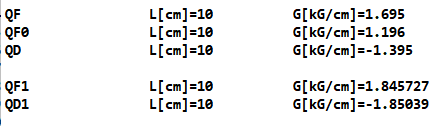 QF L[cm]=10 G[kG/cm]=1.695
QF0 L[cm]=10 G[kG/cm]=1.196
QD L[cm]=10 G[kG/cm]=-1.395
QF1 L[cm]=10 G[kG/cm]=1.845727
QD1 L[cm]=10 G[kG/cm]=-1.85039